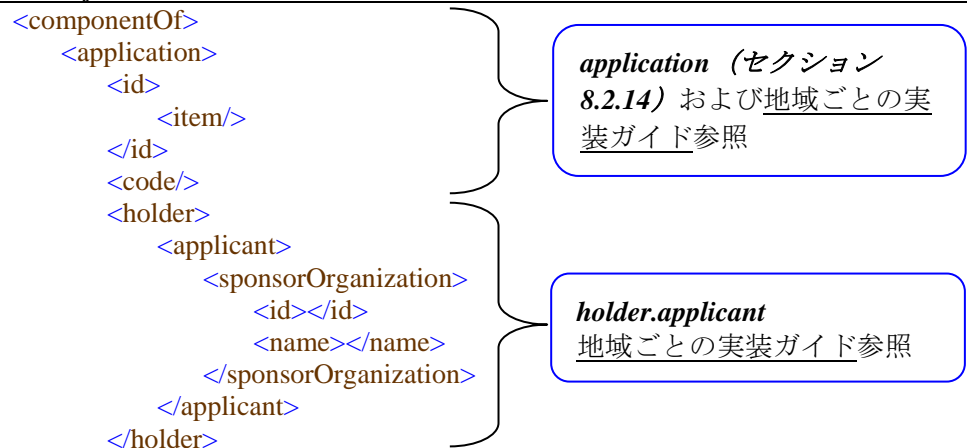 <componentOf>
<application>
<id>
<item/>
</id>
<code/>
<holder>
<applicant>
<sponsorOrganization>
<id></id>
<name></name>
</sponsorOrganization>
</applicant>
</holder>
application（セクション
8.2.14）および地域ごとの実
装ガイド参照
holder.applicant
地域ごとの実装ガイド参照